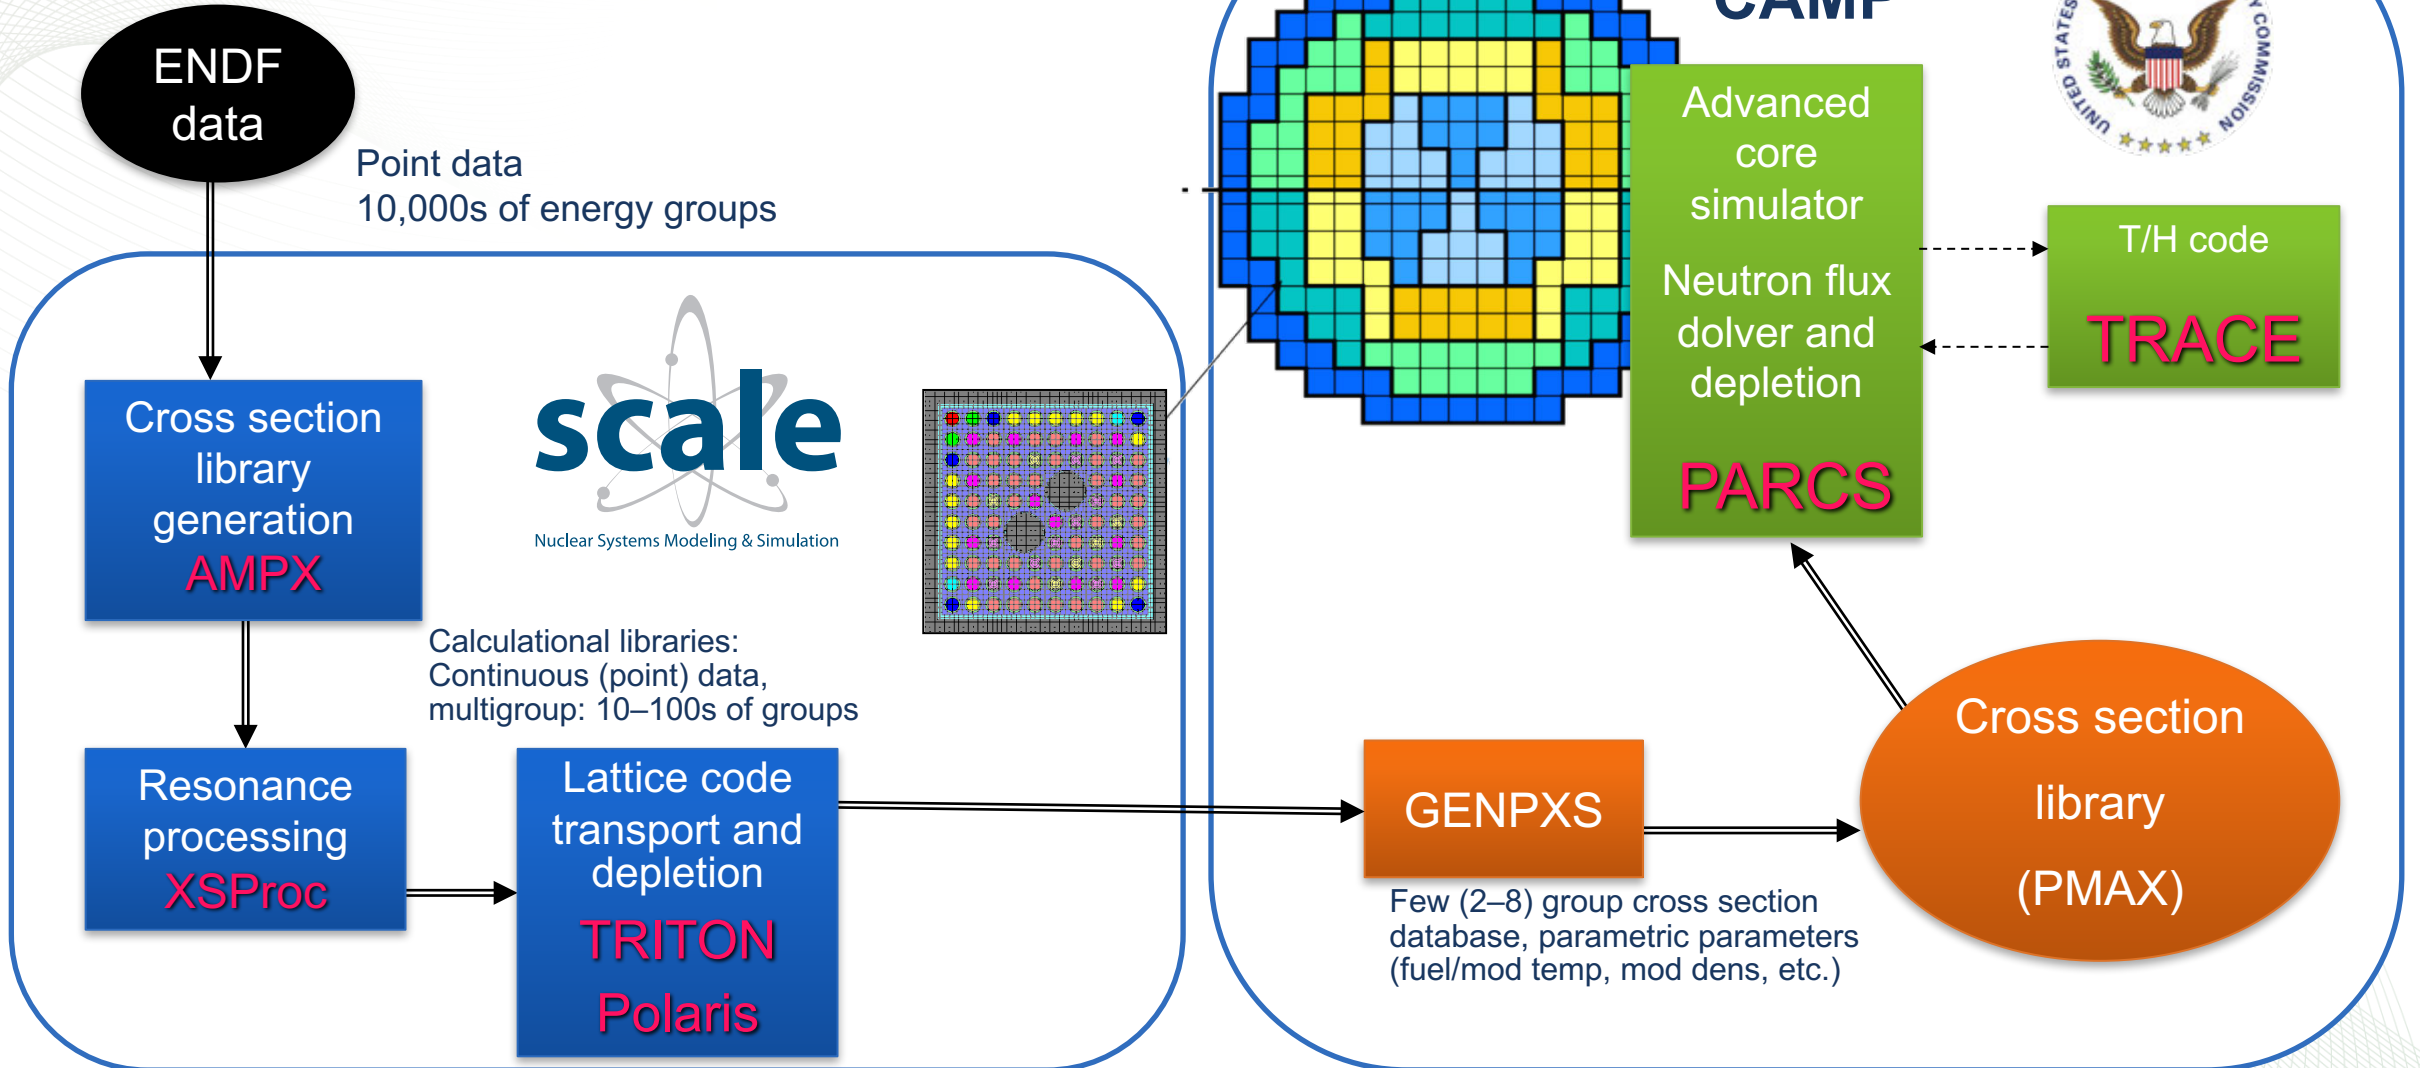 ENDF
data
Point data
10,000s of energy groups
Cross section
library
generation
AMPX
scale
Nuclear Systems Modeling & Simulation
Calculational libraries:
Continuous (point) data,
multigroup: 10–100s of groups
Resonance
processing
XSProc
Lattice code
transport and
depletion
TRITON
Polaris
CAMP
UNITED STATES
Y COMMISSION
Advanced
core
simulator
Neutron flux
dolver and
depletion
PARCS
T/H code
TRACE
GENPXS
Few (2–8) group cross section
database, parametric parameters
(fuel/mod temp, mod dens, etc.)
Cross section
library
(PMAX)